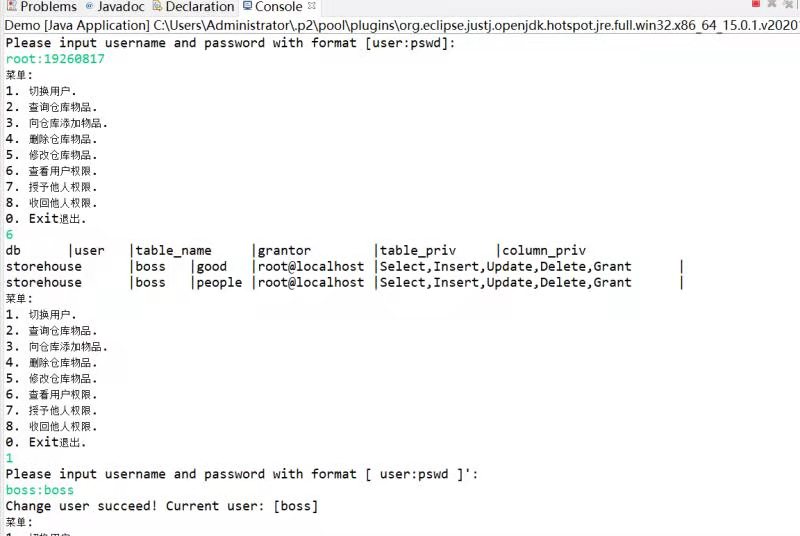 Problems @ Javadoc Declaration Console
Demo [Java Application] C:\Users\Administrator\.p2\pool\plugins\org.eclipse.justj.openjdk.hotspot.jre.full.win32.x86_64_15.0.1.v2020
Please input username and password with format [user:pswd]:
root:19260817
菜单:
1. 切换用户.
2. 查询仓库物品.
3. 向仓库添加物品.
4. 删除仓库物品.
5. 修改仓库物品.
6. 查看用户权限.
7. 授予他人权限.
8. 收回他人权限.
0. Exit退出.
6
db |user |table_name |grantor |table_priv |column_priv
storehouse |boss |good |root@localhost |Select,Insert,Update,Delete,Grant |
storehouse |boss |people |root@localhost |Select,Insert,Update,Delete,Grant |
菜单:
1. 切换用户.
2. 查询仓库物品.
3. 向仓库添加物品.
4. 删除仓库物品.
5. 修改仓库物品.
6. 查看用户权限.
7. 授予他人权限.
8. 收回他人权限.
0. Exit退出.
1
Please input username and password with format [ user:pswd ]':
boss:boss
Change user succeed! Current user: [boss]
菜单:
1. 切换用户